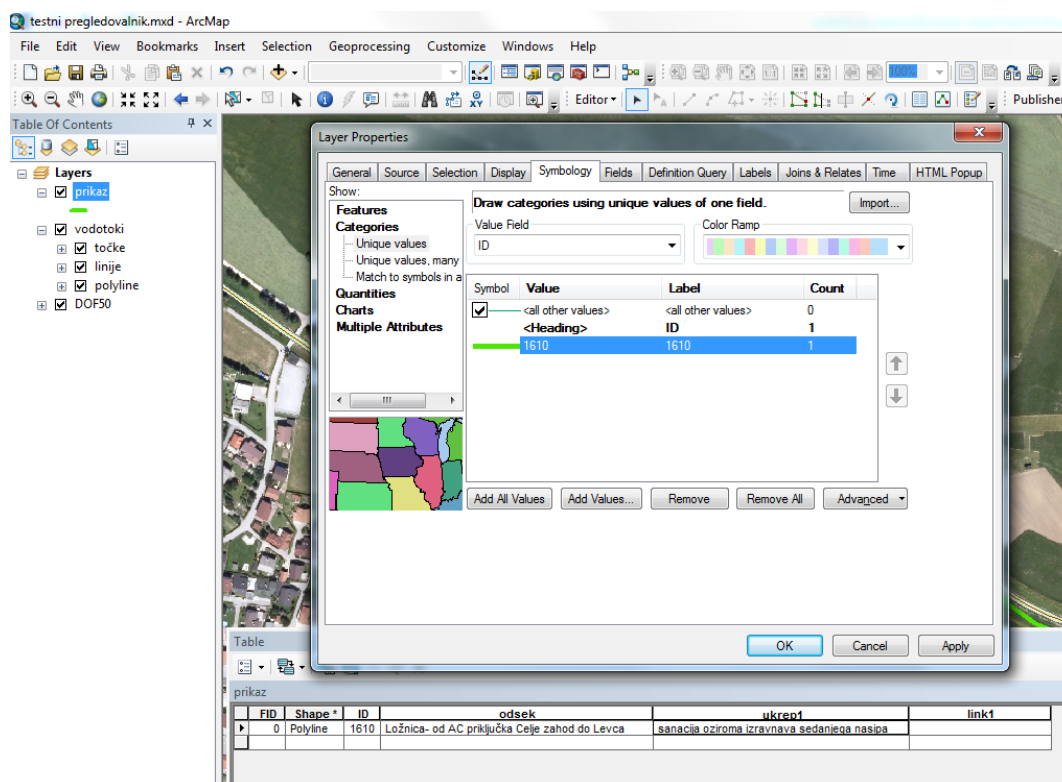 testni pregledovalnik.mxd - ArcMap
File Edit View Bookmarks Insert Selection Geoprocessing Customize Windows Help
100%
Editor Publisher
Table Of Contents
Layers
prikaz
vodotoki
točke
linije
polyline
DOF50
Layer Properties
General Source Selection Display Symbology Fields Definition Query Labels Joins & Relates Time HTML Popup
Show:
Features
Categories
Unique values
Unique values, many
Match to symbols in a
Quantities
Charts
Multiple Attributes
Draw categories using unique values of one field.
Import...
Value Field
ID
Color Ramp
Symbol Value Label Count
<all other values> <all other values> 0
<Heading> ID 1
1610 1610 1
Add All Values Add Values... Remove Remove All Advanced
OK Cancel Apply
Table
prikaz
FID Shape * ID odsek ukrep1 link1
0 Polyline 1610 Ložnica- od AC priključka Celje zahod do Levca sanacija oziroma izravnava sedanjega nasipa